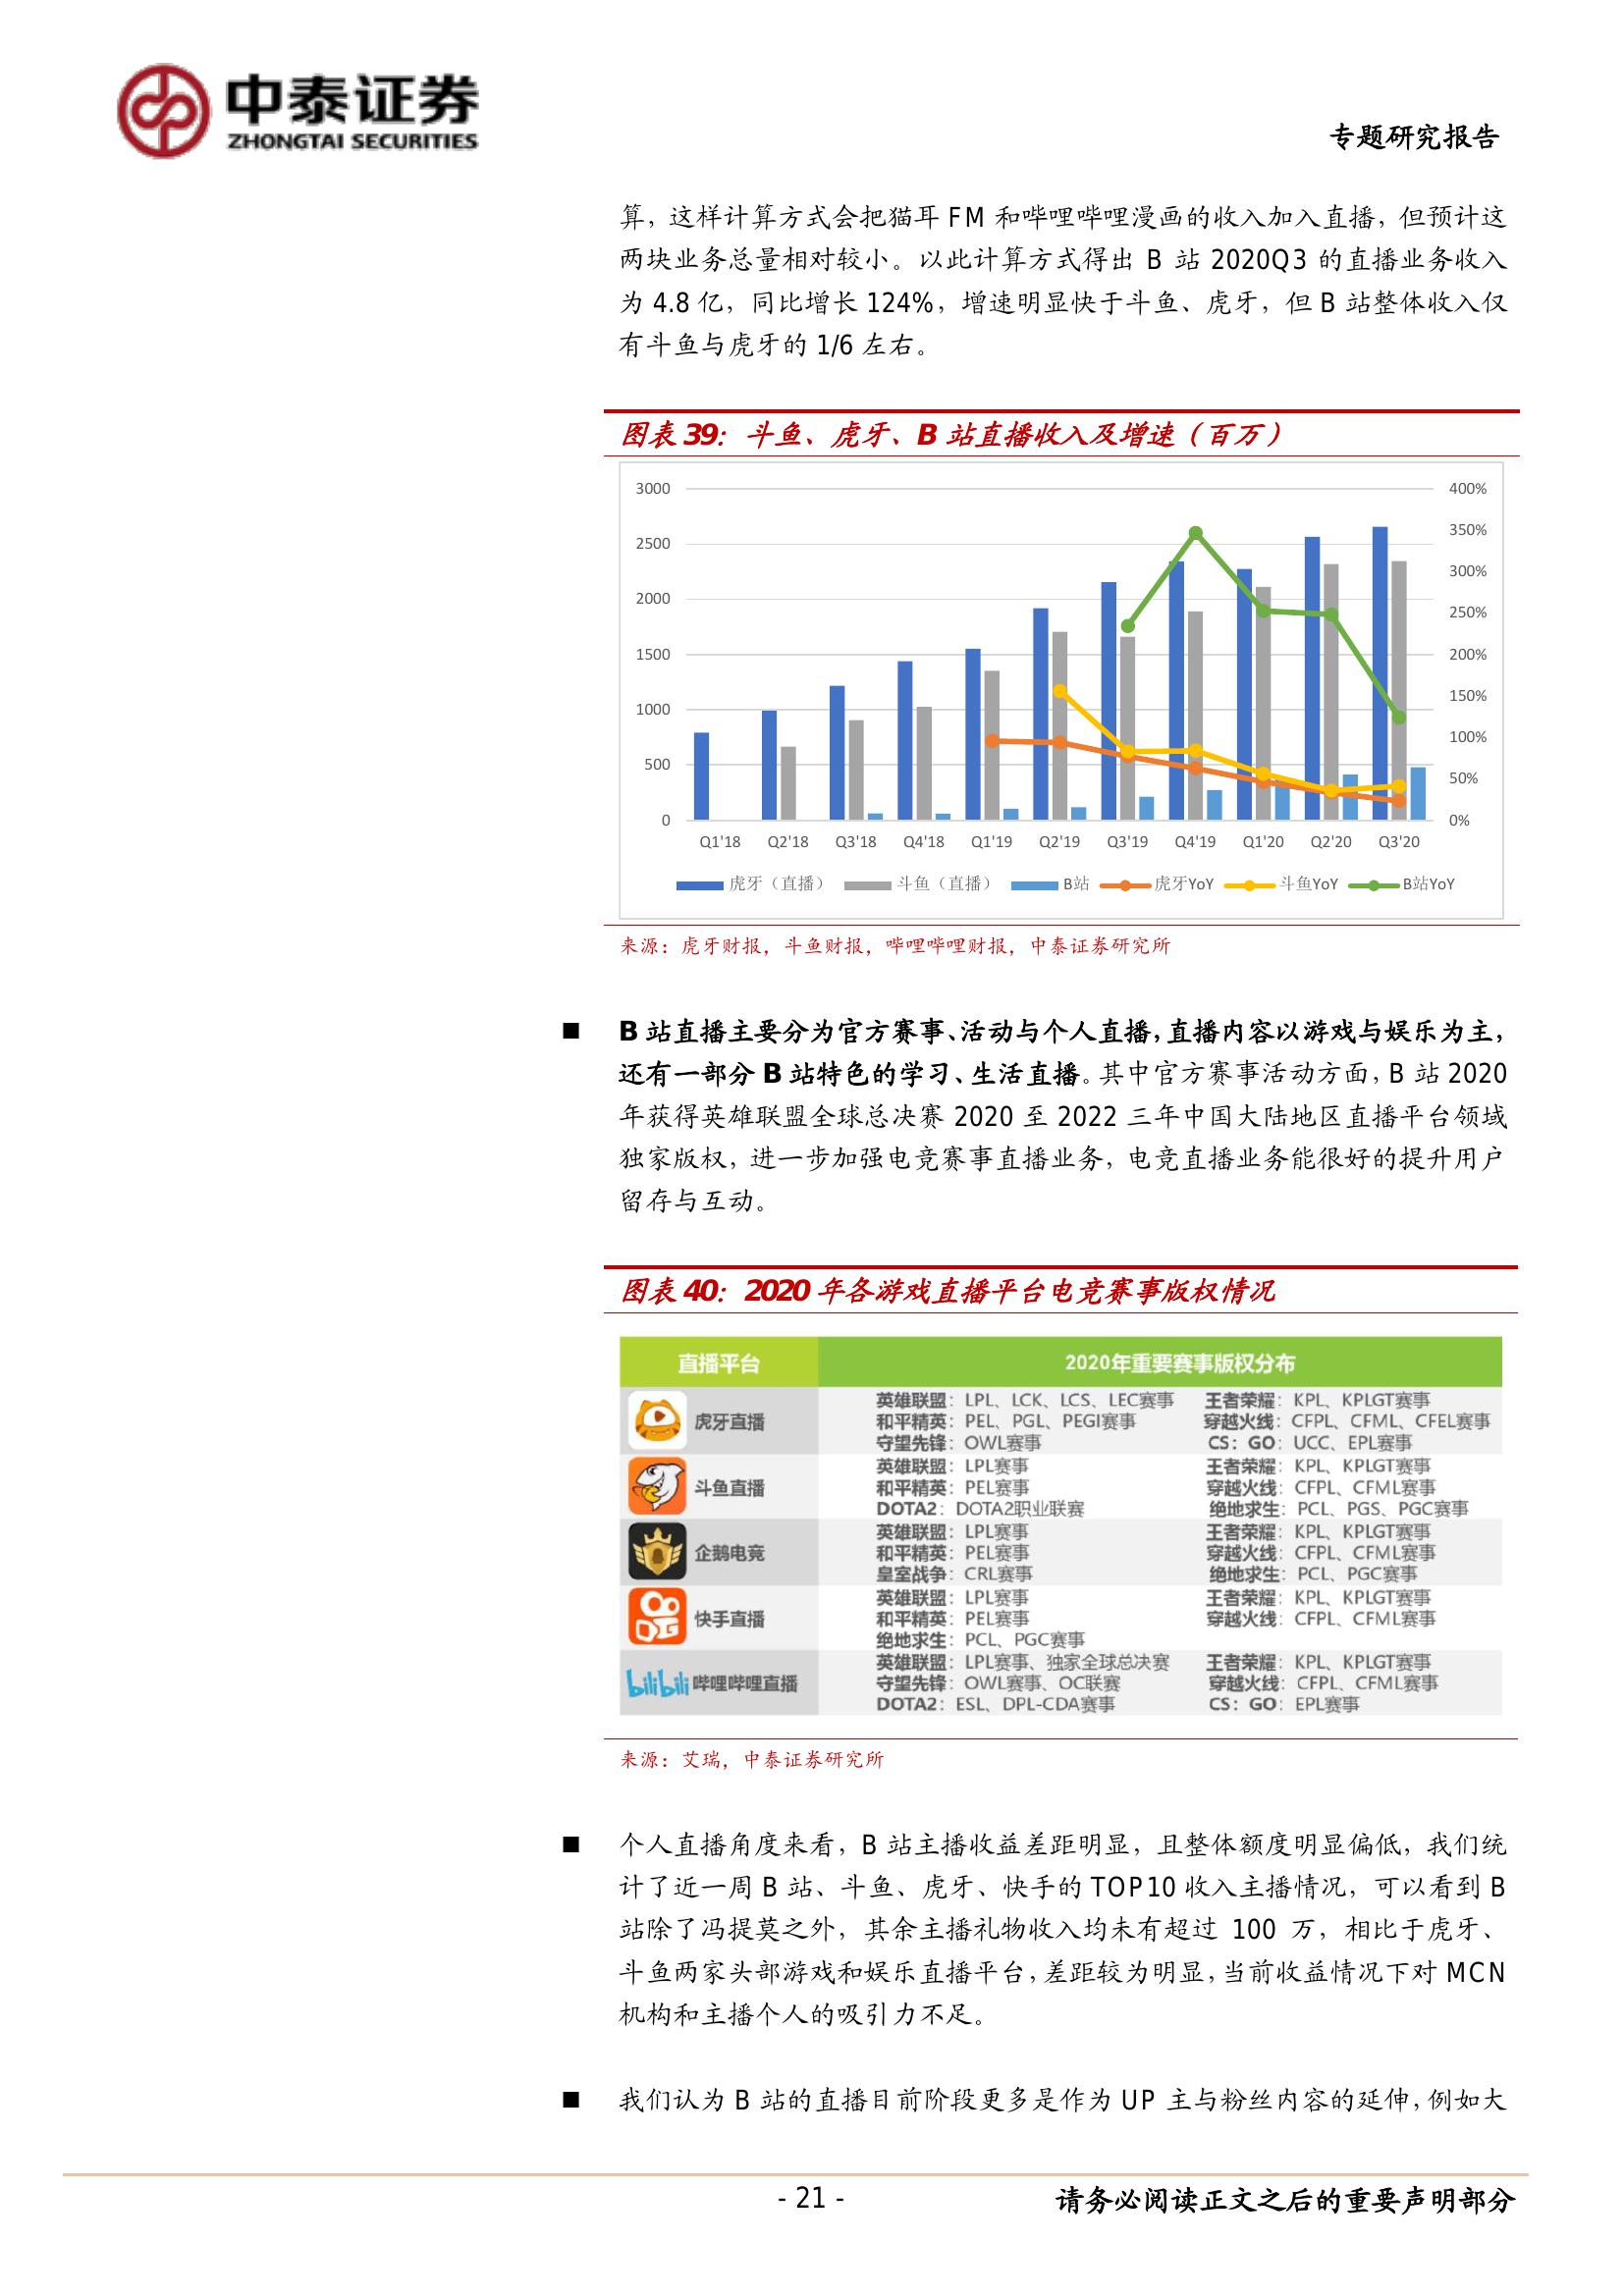 中泰证券
ZHONGTAI SECURITIES
专题研究报告
算，这样计算方式会把猫耳 FM 和哔哩哔哩漫画的收入加入直播，但预计这
两块业务总量相对较小。以此计算方式得出 B 站 2020Q3 的直播业务收入
为 4.8 亿，同比增长 124%，增速明显快于斗鱼、虎牙，但 B 站整体收入仅
有斗鱼与虎牙的 1/6 左右。
图表 39：斗鱼、虎牙、B 站直播收入及增速（百万）
3000 400%
350%
2500
300%
2000 250%
1500 200%
150%
1000
100%
500 50%
0 0%
Q1'18 Q2'18 Q3'18 Q4'18 Q1'19 Q2'19 Q3'19 Q4'19 Q1'20 Q2'20 Q3'20
虎牙（直播） 斗鱼（直播） B站 虎牙YoY 斗鱼YoY B站YoY
来源：虎牙财报，斗鱼财报，哔哩哔哩财报，中泰证券研究所
■ B 站直播主要分为官方赛事、活动与个人直播，直播内容以游戏与娱乐为主，
还有一部分 B 站特色的学习、生活直播。其中官方赛事活动方面，B 站 2020
年获得英雄联盟全球总决赛 2020 至 2022 三年中国大陆地区直播平台领域
独家版权，进一步加强电竞赛事直播业务，电竞直播业务能很好的提升用户
留存与互动。
图表 40：2020 年各游戏直播平台电竞赛事版权情况
直播平台 2020年重要赛事版权分布
英雄联盟：LPL、LCK、LCS、LEC赛事 王者荣耀：KPL、KPLGT赛事
虎牙直播 和平精英：PEL、PGL、PEGI赛事 穿越火线：CFPL、CFML、CFEL赛事
守望先锋：OWL赛事 CS：GO：UCC、EPL赛事
英雄联盟：LPL赛事 王者荣耀：KPL、KPLGT赛事
斗鱼直播 和平精英：PEL赛事 穿越火线：CFPL、CFML赛事
DOTA2：DOTA2职业联赛 绝地求生：PCL、PGS、PGC赛事
英雄联盟：LPL赛事 王者荣耀：KPL、KPLGT赛事
企鹅电竞 和平精英：PEL赛事 穿越火线：CFPL、CFML赛事
皇室战争：CRL赛事 绝地求生：PCL、PGC赛事
英雄联盟：LPL赛事 王者荣耀：KPL、KPLGT赛事
快手直播 和平精英：PEL赛事 穿越火线：CFPL、CFML赛事
绝地求生：PCL、PGC赛事
英雄联盟：LPL赛事、独家全球总决赛 王者荣耀：KPL、KPLGT赛事
bilibili 哔哩哔哩直播 守望先锋：OWL赛事、OC联赛 穿越火线：CFPL、CFML赛事
DOTA2：ESL、DPL-CDA赛事 CS：GO：EPL赛事
来源：艾瑞，中泰证券研究所
■ 个人直播角度来看，B 站主播收益差距明显，且整体额度明显偏低，我们统
计了近一周 B 站、斗鱼、虎牙、快手的 TOP10 收入主播情况，可以看到 B
站除了冯提莫之外，其余主播礼物收入均未有超过 100 万，相比于虎牙、
斗鱼两家头部游戏和娱乐直播平台，差距较为明显，当前收益情况下对 MCN
机构和主播个人的吸引力不足。
■ 我们认为 B 站的直播目前阶段更多是作为 UP 主与粉丝内容的延伸，例如大
- 21 -
请务必阅读正文之后的重要声明部分